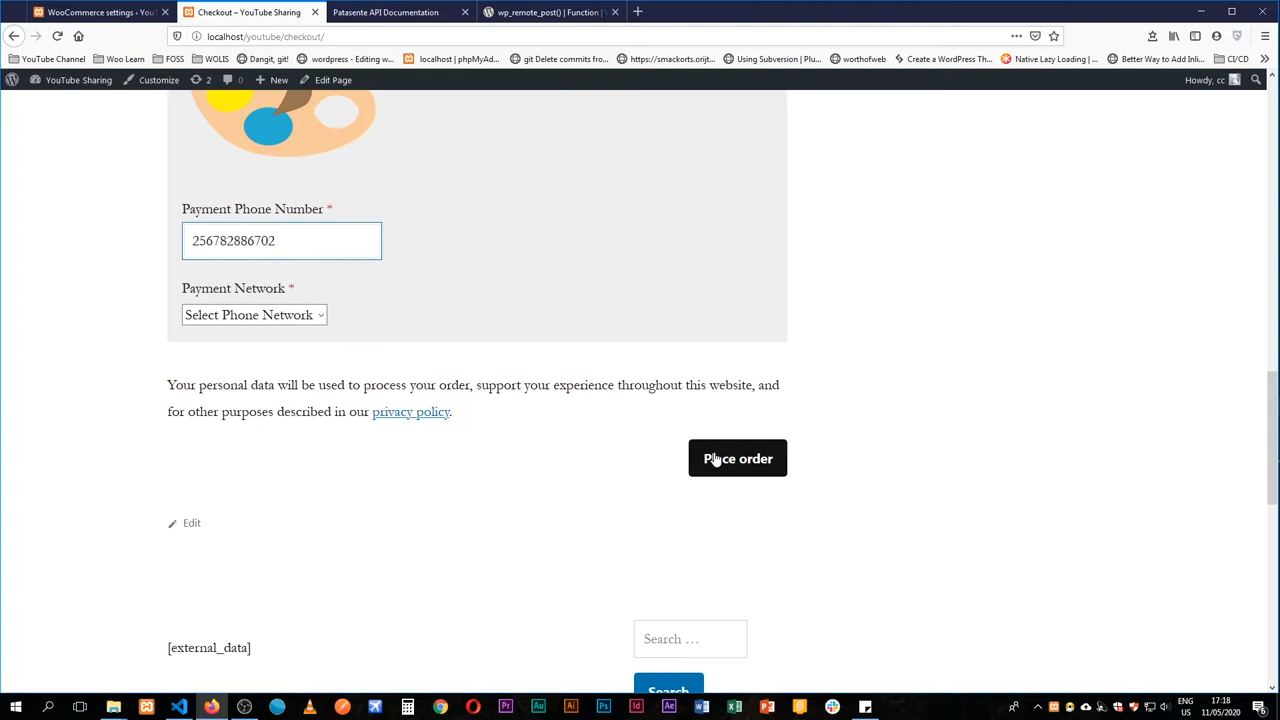 WooCommerce settings ‹ You
Checkout – YouTube Sharing
Patasente API Documentation
wp_remote_post() | Function |
localhost/youtube/checkout/
YouTube Channel
Woo Learn
FOSS
WOLIS
Dangit, git!
wordpress - Editing w...
localhost | phpMyAd...
git Delete commits fro...
https://smackorts.orijt...
Using Subversion | Plu...
worthofweb
Create a WordPress Th...
Native Lazy Loading | ...
Better Way to Add Inli...
CI/CD
YouTube Sharing
Customize
2
0
New
Edit Page
Howdy, cc
Payment Phone Number *
256782886702
Payment Network *
Select Phone Network
Your personal data will be used to process your order, support your experience throughout this website, and
for other purposes described in our privacy policy.
Place order
Edit
[external_data]
Search …
Search
ENG
US
17:18
11/05/2020
6